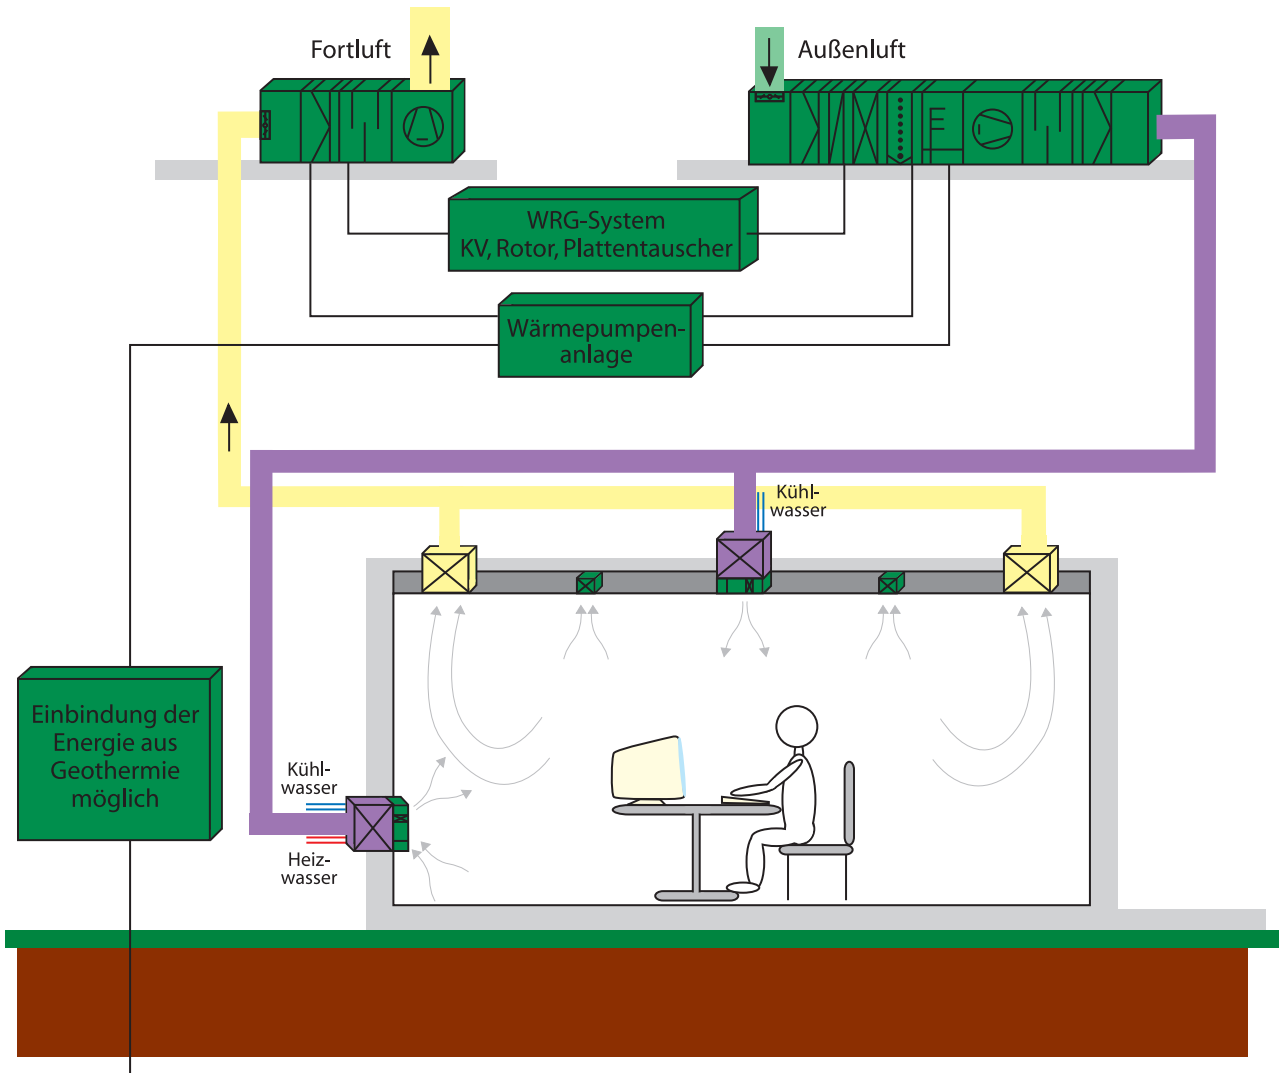 Fortluft
Außenluft
WRG-System
KV, Rotor, Plattentauscher
Wärmepumpen-
anlage
Kühl-
wasser
Einbindung der
Energie aus
Geothermie
möglich
Kühl-
wasser
Heiz-
wasser